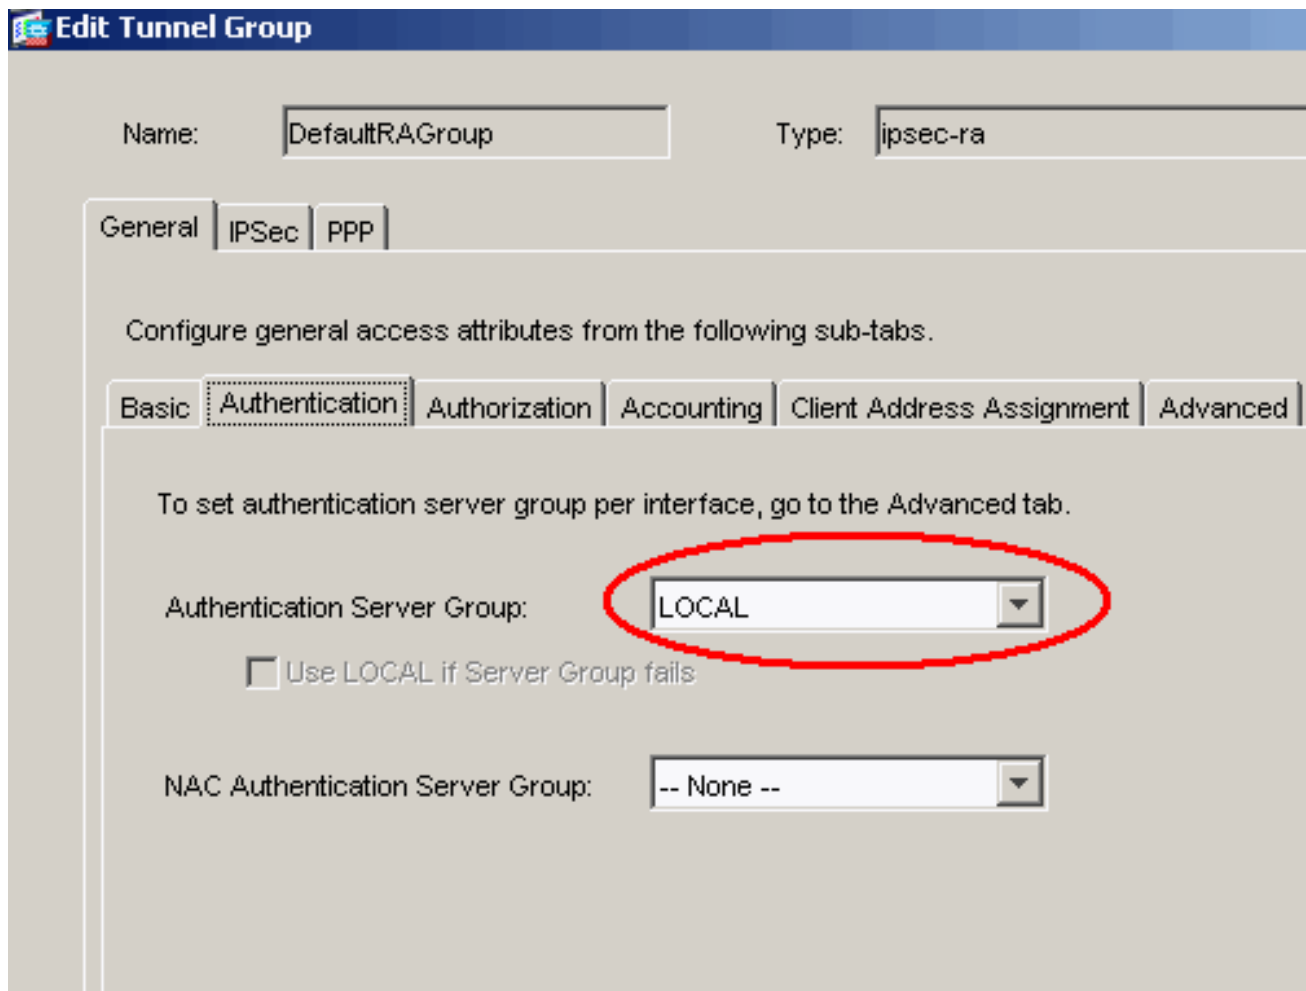 Edit Tunnel Group
Name: DefaultRAGroup Type: ipsec-ra
General IPSec PPP
Configure general access attributes from the following sub-tabs.
Basic Authentication Authorization Accounting Client Address Assignment Advanced
To set authentication server group per interface, go to the Advanced tab.
Authentication Server Group: LOCAL
Use LOCAL if Server Group fails
NAC Authentication Server Group: -- None --